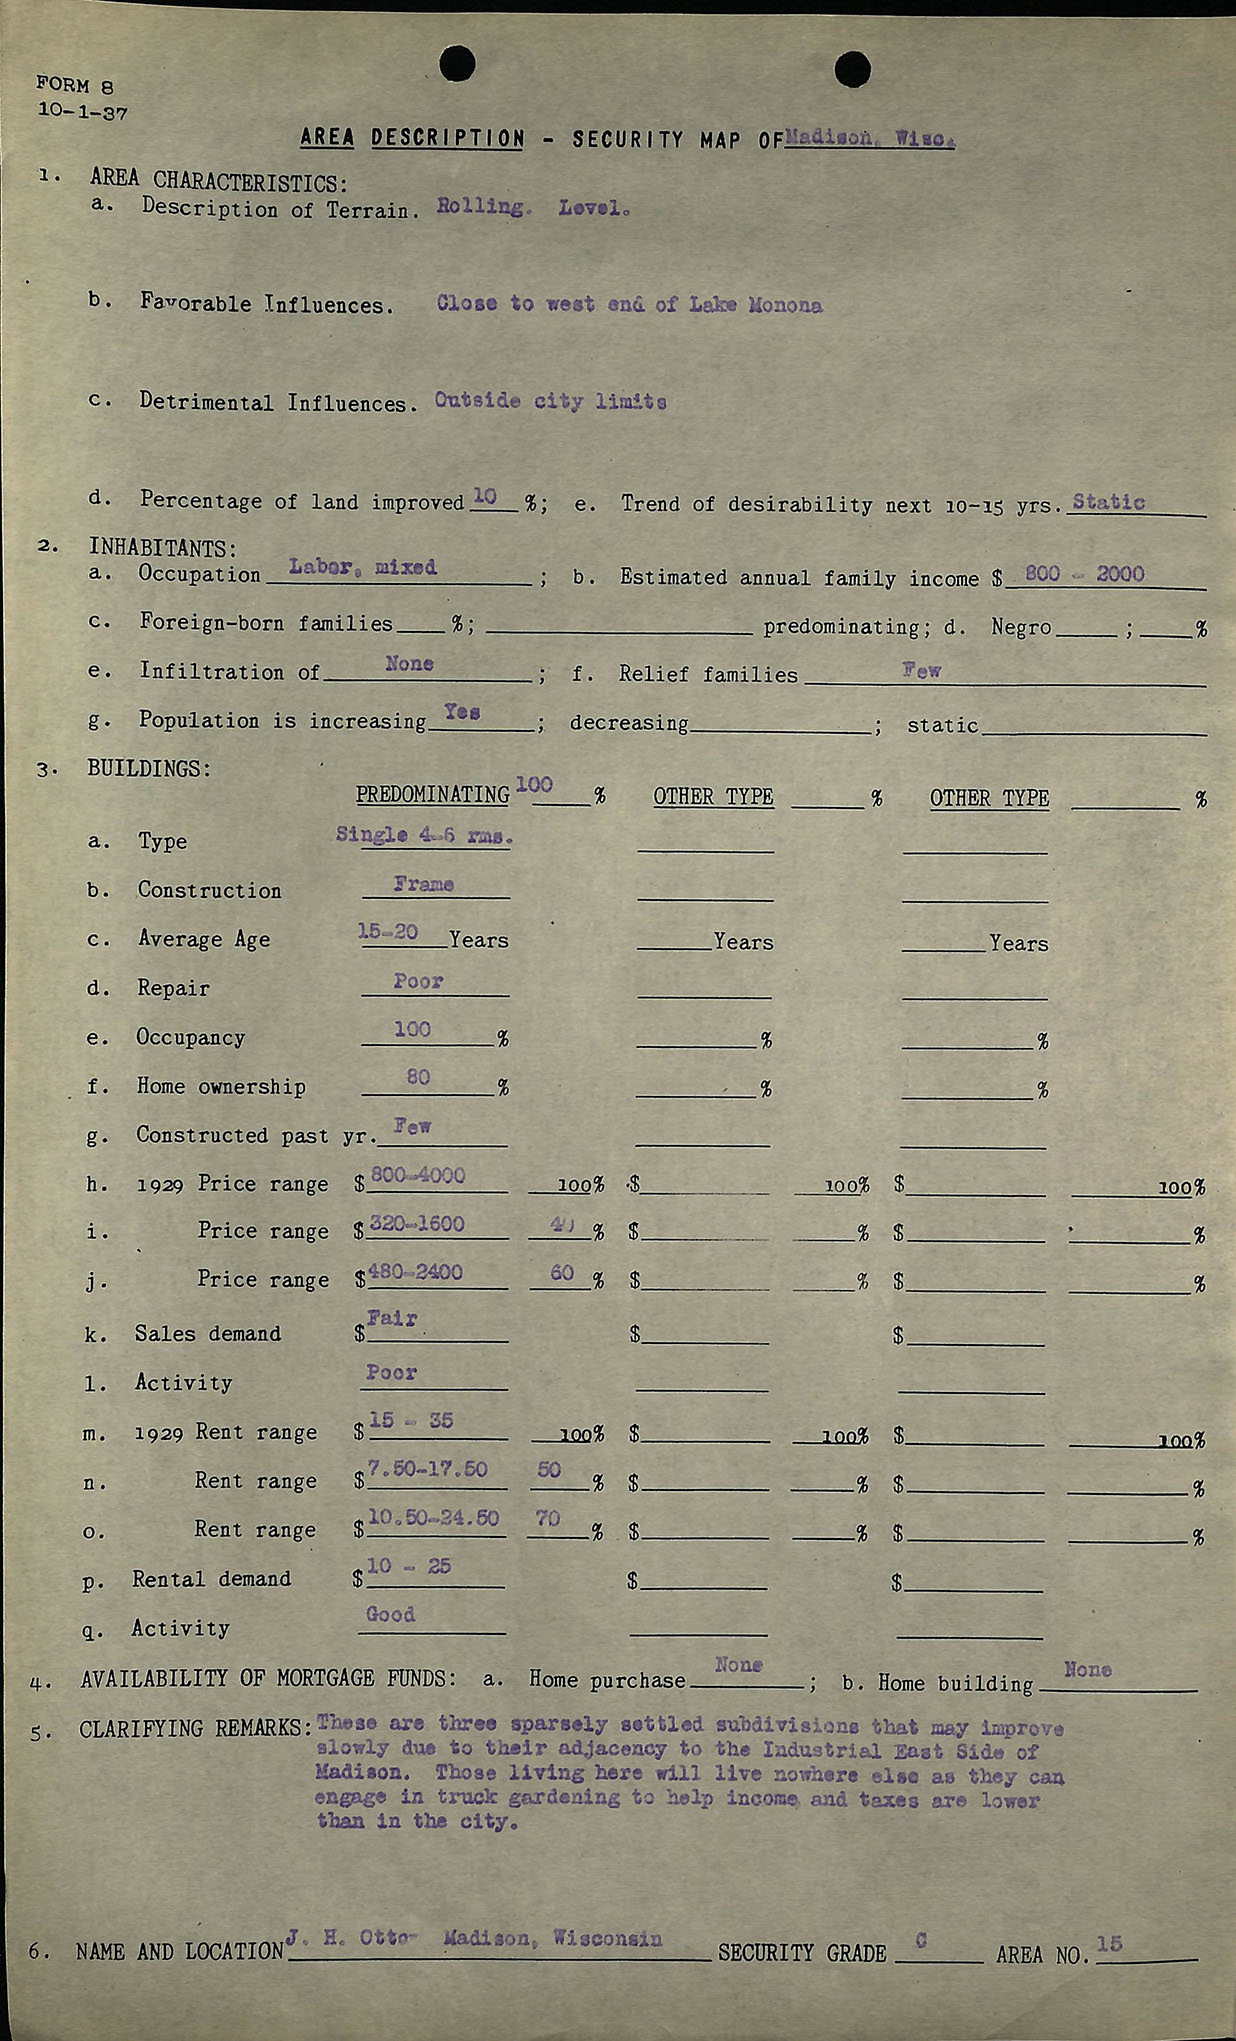 FORM 8
10-1-37
AREA DESCRIPTION - SECURITY MAP OF Madison, Wisc.
1. AREA CHARACTERISTICS:
a. Description of Terrain. Rolling. Level.
b. Favorable Influences. Close to west end of Lake Monona
c. Detrimental Influences. Outside city limits
d. Percentage of land improved 10 %; e. Trend of desirability next 10-15 yrs. Static
2. INHABITANTS:
a. Occupation Labor, mixed ; b. Estimated annual family income $ 800 - 2000
c. Foreign-born families %; predominating; d. Negro ; %
e. Infiltration of None ; f. Relief families Few
g. Population is increasing Yes ; decreasing ; static
3. BUILDINGS:
PREDOMINATING 100 % OTHER TYPE % OTHER TYPE %
a. Type Single 4-6 rms.
b. Construction Frame
c. Average Age 15-20 Years Years Years
d. Repair Poor
e. Occupancy 100 % % %
f. Home ownership 80 % % %
g. Constructed past yr. Few
h. 1929 Price range $ 800-4000 100% $ 100% $ 100%
i. Price range $ 320-1600 40 % $ % $ %
j. Price range $ 480-2400 60 % $ % $ %
k. Sales demand $ Fair $ $
l. Activity Poor
m. 1929 Rent range $ 15 - 35 100% $ 100% $ 100%
n. Rent range $ 7.50-17.50 50 % $ % $ %
o. Rent range $ 10.50-24.50 70 % $ % $ %
p. Rental demand $ 10 - 25 $ $
q. Activity Good
4. AVAILABILITY OF MORTGAGE FUNDS: a. Home purchase None ; b. Home building None
5. CLARIFYING REMARKS: These are three sparsely settled subdivisions that may improve
slowly due to their adjacency to the Industrial East Side of
Madison. Those living here will live nowhere else as they can
engage in truck gardening to help income and taxes are lower
than in the city.
6. NAME AND LOCATION J. H. Otto- Madison, Wisconsin SECURITY GRADE C AREA NO. 15